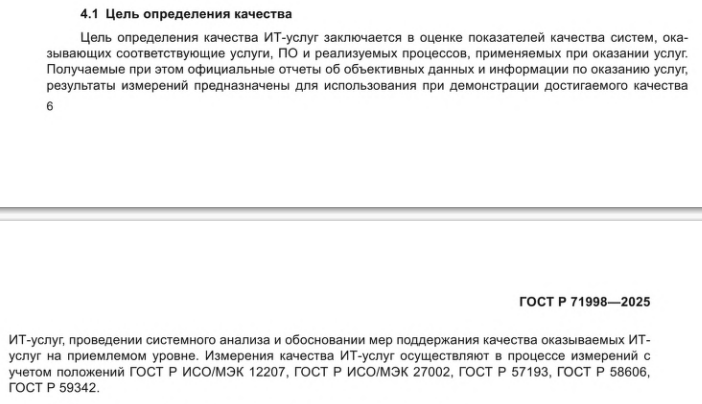 4.1 Цель определения качества
Цель определения качества ИТ-услуг заключается в оценке показателей качества систем, ока-
зывающих соответствующие услуги, ПО и реализуемых процессов, применяемых при оказании услуг.
Получаемые при этом официальные отчеты об объективных данных и информации по оказанию услуг,
результаты измерений предназначены для использования при демонстрации достигаемого качества
6
ГОСТ Р 71998—2025
ИТ-услуг, проведении системного анализа и обосновании мер поддержания качества оказываемых ИТ-
услуг на приемлемом уровне. Измерения качества ИТ-услуг осуществляют в процессе измерений с
учетом положений ГОСТ Р ИСО/МЭК 12207, ГОСТ Р ИСО/МЭК 27002, ГОСТ Р 57193, ГОСТ Р 58606,
ГОСТ Р 59342.